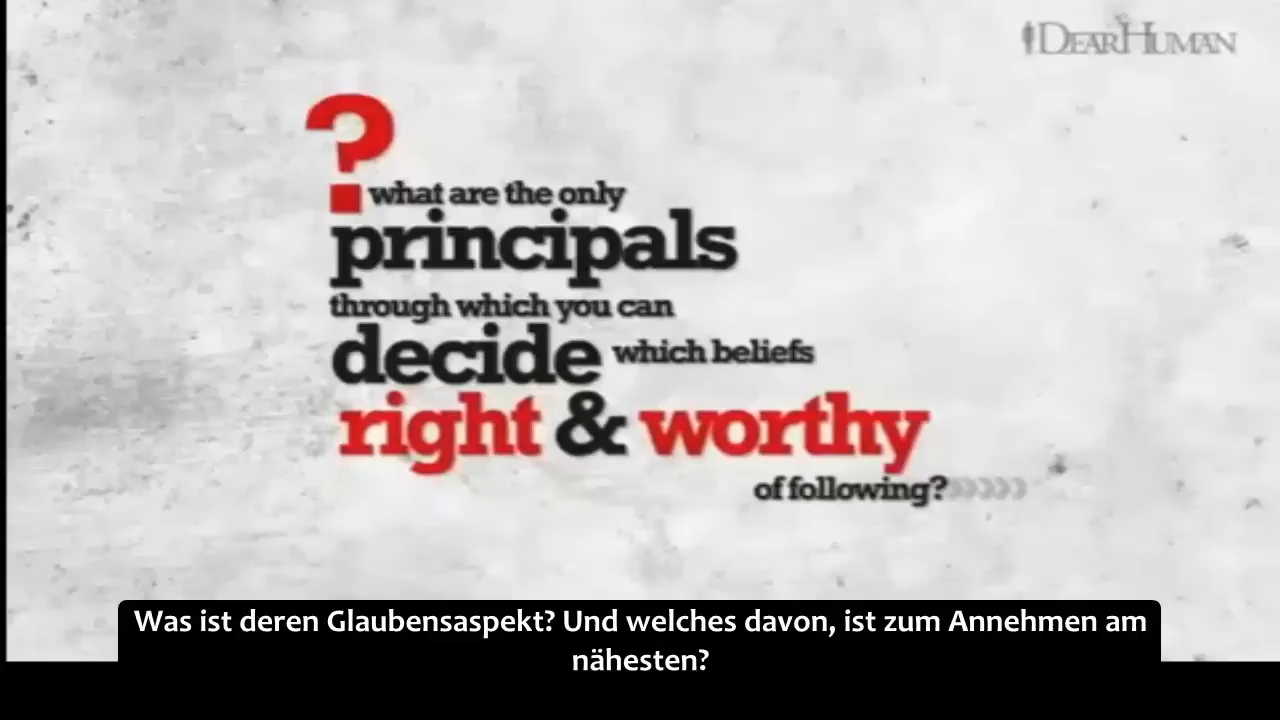 DEARHUMAN
?
what are the only
principals
through which you can
decide which beliefs
right & worthy
of following?
Was ist deren Glaubensaspekt? Und welches davon, ist zum Annehmen am
nähesten?